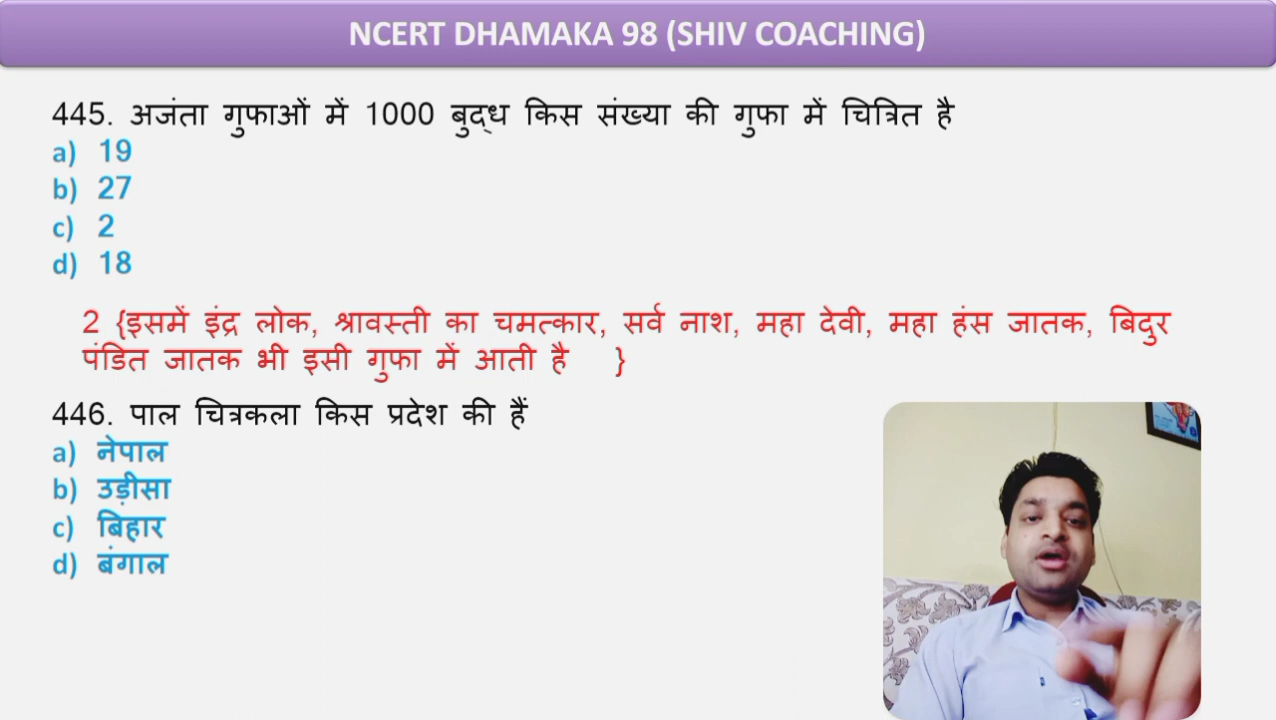 NCERT DHAMAKA 98 (SHIV COACHING)
445. अजंता गुफाओं में 1000 बुद्ध किस संख्या की गुफा में चित्रित है
a) 19
b) 27
c) 2
d) 18
2 {इसमें इंद्र लोक, श्रावस्ती का चमत्कार, सर्व नाश, महा देवी, महा हंस जातक, बिदुर
पंडित जातक भी इसी गुफा में आती है }
446. पाल चित्रकला किस प्रदेश की हैं
a) नेपाल
b) उड़ीसा
c) बिहार
d) बंगाल